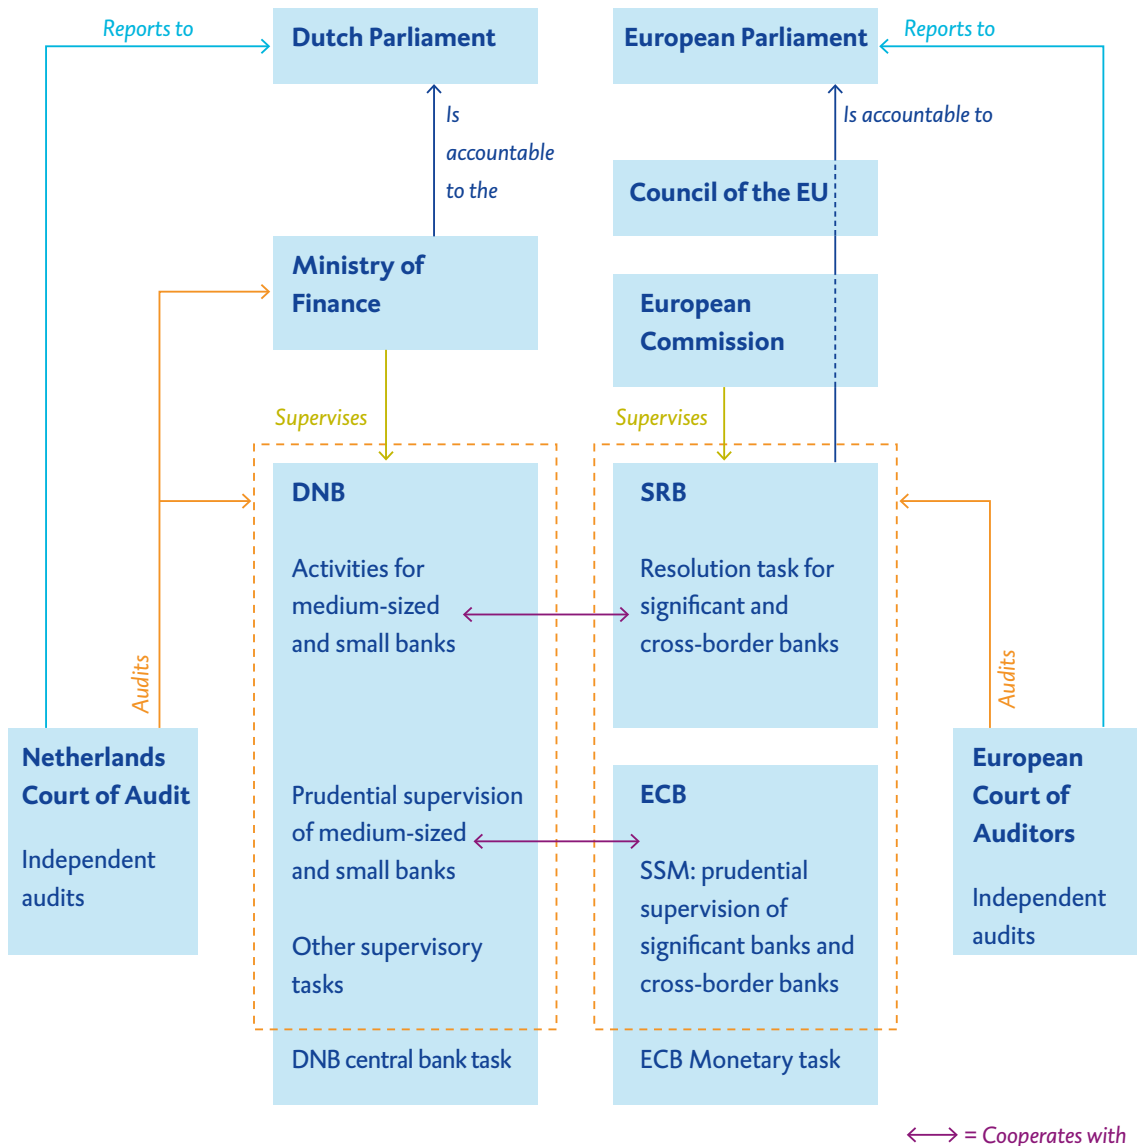 Reports to
Dutch Parliament
European Parliament
Reports to
Is
accountable
to the
Is accountable to
Council of the EU
Ministry of
Finance
European
Commission
Supervises
Supervises
DNB
Activities for
medium-sized
and small banks
SRB
Resolution task for
significant and
cross-border banks
Audits
Audits
Netherlands
Court of Audit
Independent
audits
Prudential supervision
of medium-sized
and small banks
Other supervisory
tasks
DNB central bank task
ECB
SSM: prudential
supervision of
significant banks and
cross-border banks
ECB Monetary task
European
Court of
Auditors
Independent
audits
= Cooperates with